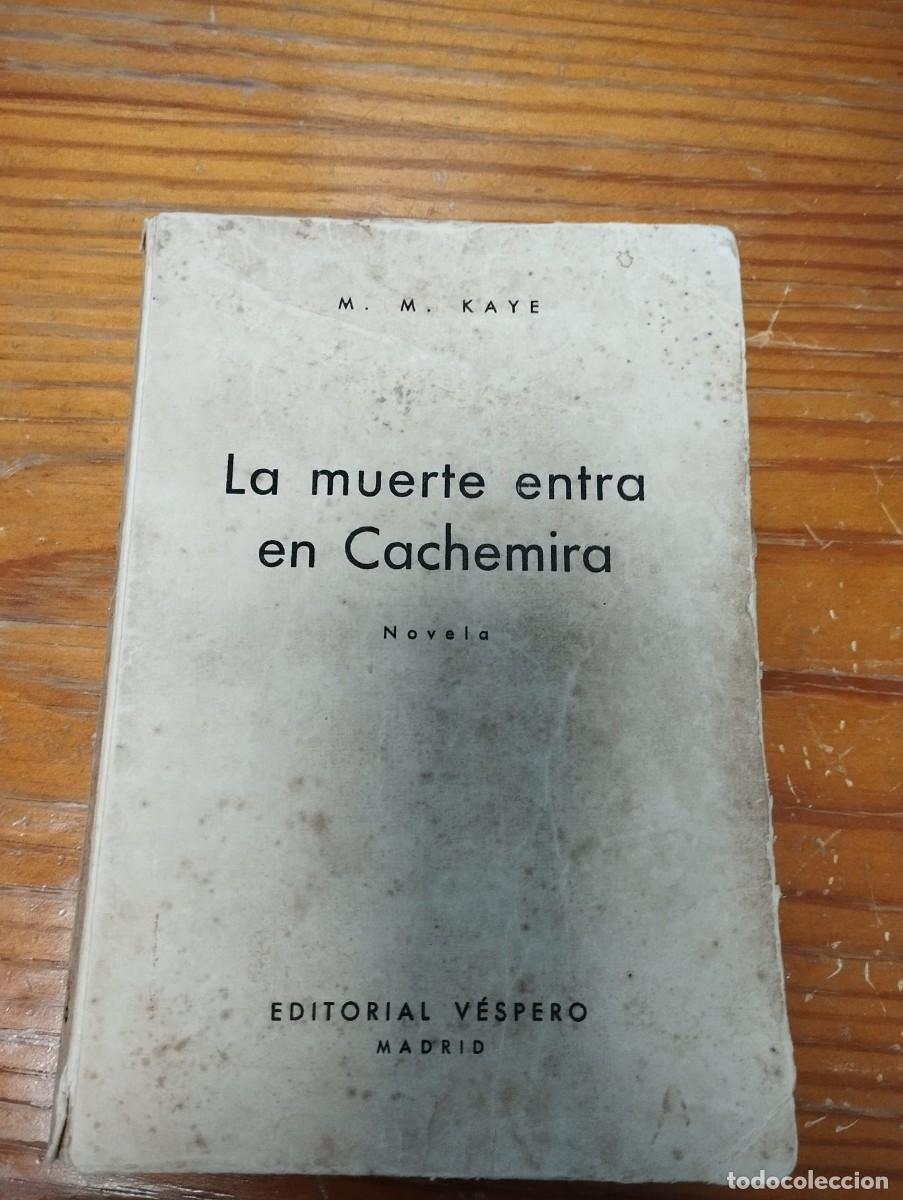 M. M. KAYE
La muerte entra
en Cachemira
Novela
EDITORIAL VÉSPERO
MADRID
todocoleccion